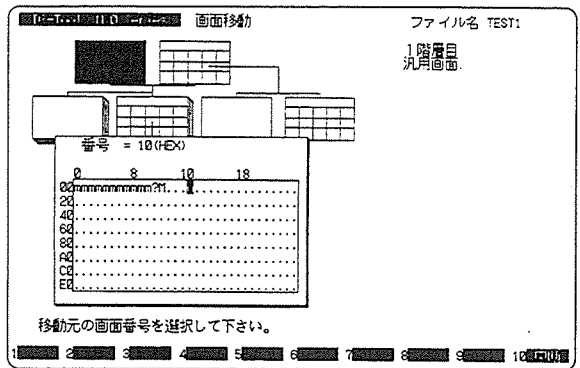 画面移動
ファイル名 TEST1
1階層目
汎用画面.
番号 = 10(HEX)
0 8 10 18
00mmmmmmmmmm?M...
20
40
60
80
A0
C0
E0
移動元の画面番号を選択して下さい。
1 2 3 4 5 6 7 8 9 10